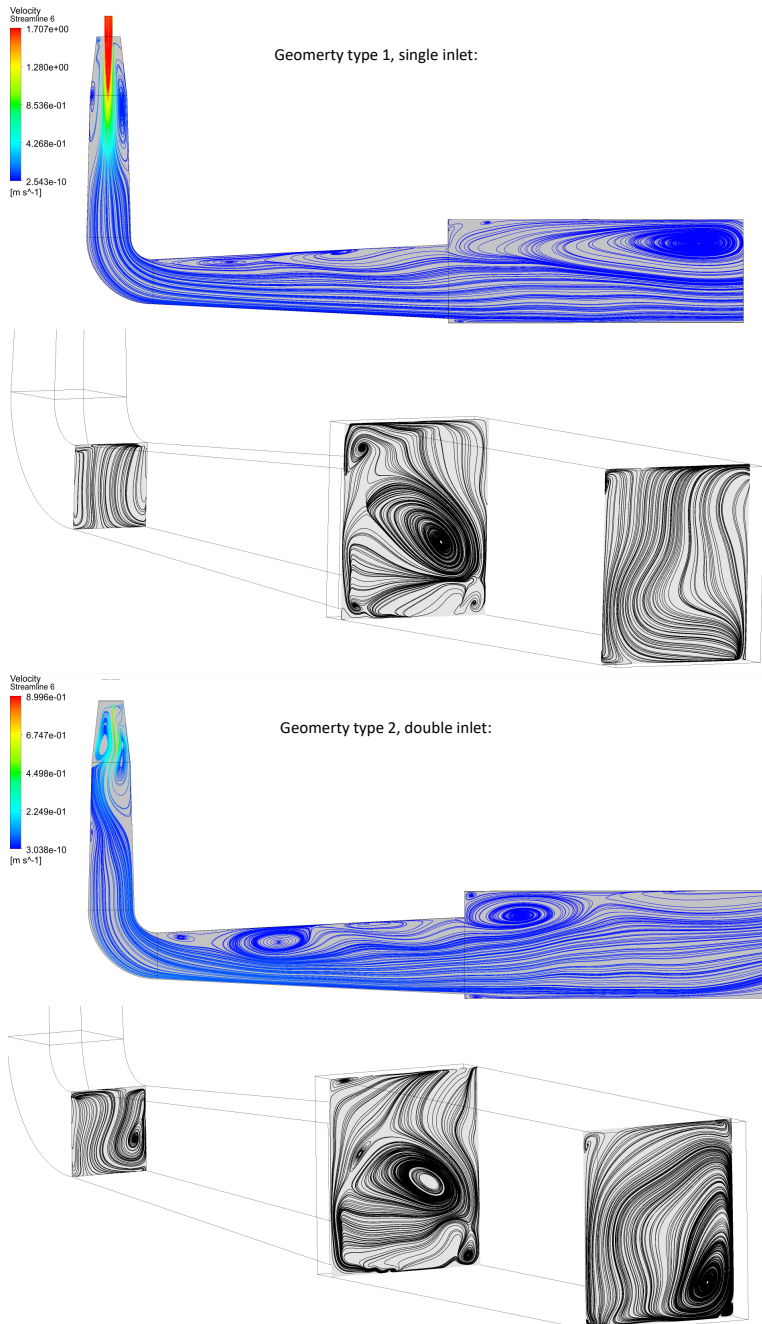 Velocity
Streamline 6
1.707e+00
1.280e+00
8.536e-01
4.268e-01
2.543e-10
[m s^-1]
Geomerty type 1, single inlet:
Velocity
Streamline 6
8.996e-01
6.747e-01
4.498e-01
2.249e-01
3.038e-10
[m s^-1]
Geomerty type 2, double inlet: